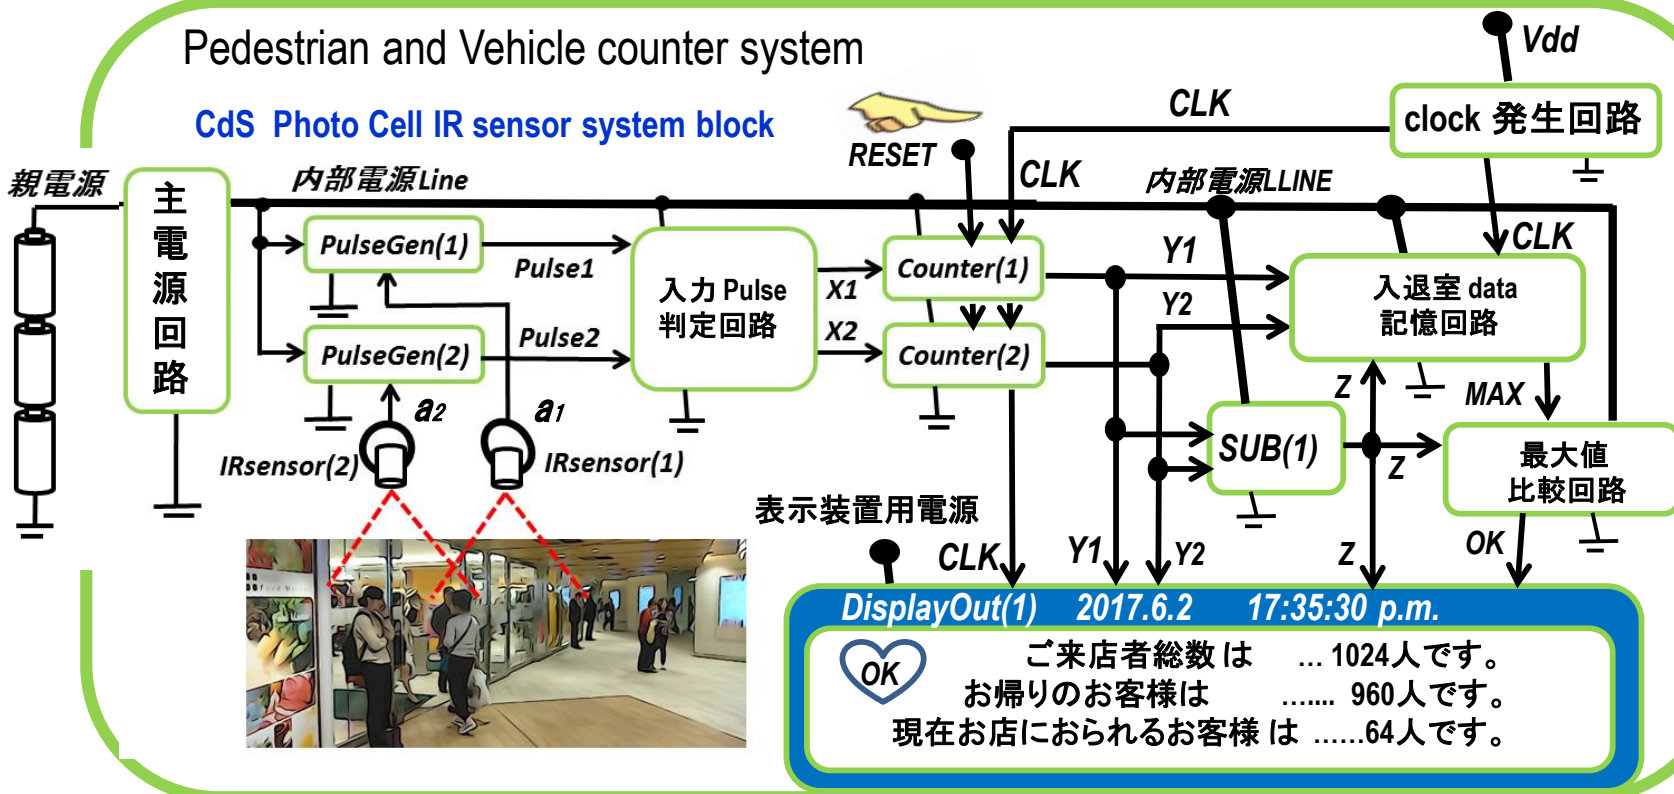 Pedestrian and Vehicle counter system
Vdd
CdS Photo Cell IR sensor system block
CLK
clock 発生回路
RESET
親電源
主電源回路
内部電源Line
CLK
内部電源LLINE
CLK
PulseGen(1)
Pulse1
入力 Pulse
判定回路
X1
Counter(1)
Y1
入退室 data
記憶回路
Y2
PulseGen(2)
Pulse2
X2
Counter(2)
a2
a1
Z
MAX
IRsensor(2)
IRsensor(1)
SUB(1)
Z
最大値
比較回路
表示装置用電源
CLK
Y1
Y2
Z
OK
DisplayOut(1) 2017.6.2 17:35:30 p.m.
OK
ご来店者総数は ...1024人です。
お帰りのお客様は ....... 960人です。
現在お店におられるお客様 は ......64人です。